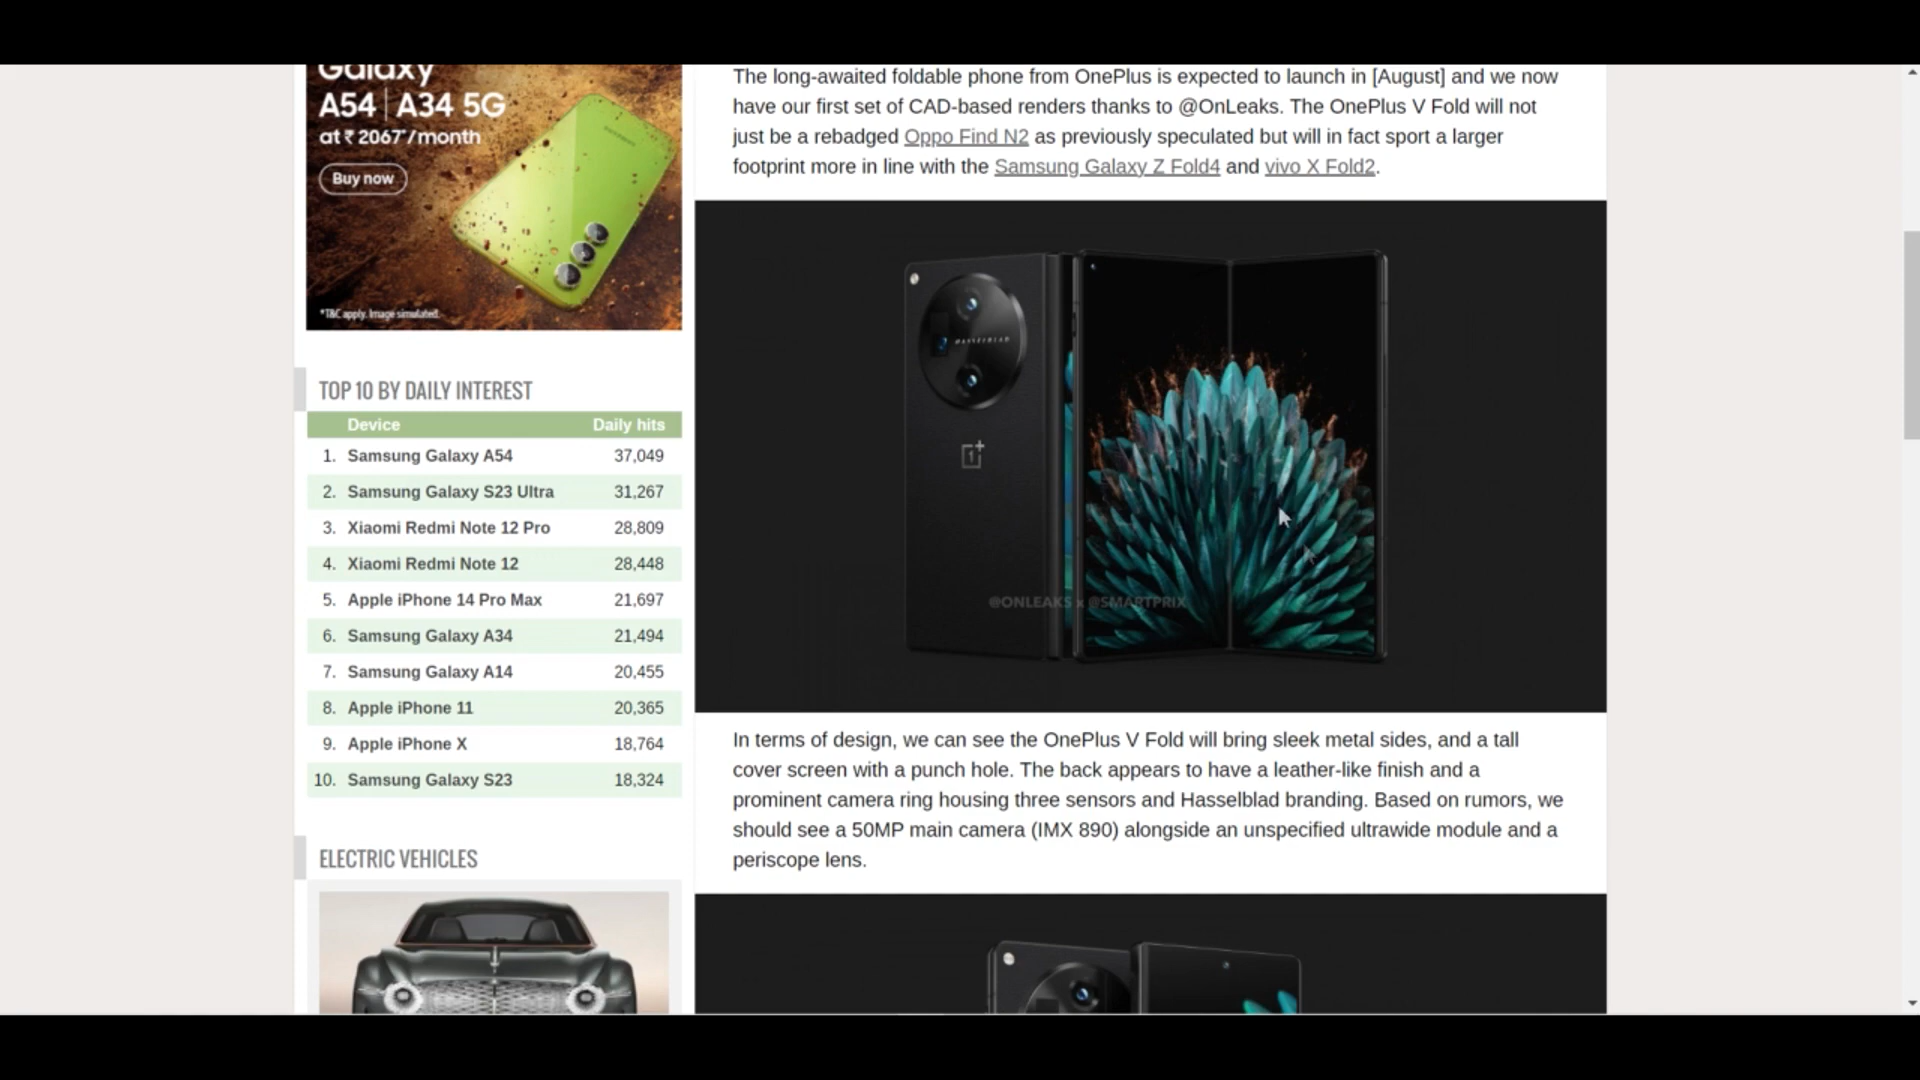 Galaxy
A54 | A34 5G
at ₹ 2067*/month
Buy now
*T&C apply. Image simulated.
TOP 10 BY DAILY INTEREST
Device Daily hits
1. Samsung Galaxy A54 37,049
2. Samsung Galaxy S23 Ultra 31,267
3. Xiaomi Redmi Note 12 Pro 28,809
4. Xiaomi Redmi Note 12 28,448
5. Apple iPhone 14 Pro Max 21,697
6. Samsung Galaxy A34 21,494
7. Samsung Galaxy A14 20,455
8. Apple iPhone 11 20,365
9. Apple iPhone X 18,764
10. Samsung Galaxy S23 18,324
ELECTRIC VEHICLES
The long-awaited foldable phone from OnePlus is expected to launch in [August] and we now
have our first set of CAD-based renders thanks to @OnLeaks. The OnePlus V Fold will not
just be a rebadged Oppo Find N2 as previously speculated but will in fact sport a larger
footprint more in line with the Samsung Galaxy Z Fold4 and vivo X Fold2.
HASSELBLAD
1+
@ONLEAKS x @SMARTPRIX
In terms of design, we can see the OnePlus V Fold will bring sleek metal sides, and a tall
cover screen with a punch hole. The back appears to have a leather-like finish and a
prominent camera ring housing three sensors and Hasselblad branding. Based on rumors, we
should see a 50MP main camera (IMX 890) alongside an unspecified ultrawide module and a
periscope lens.